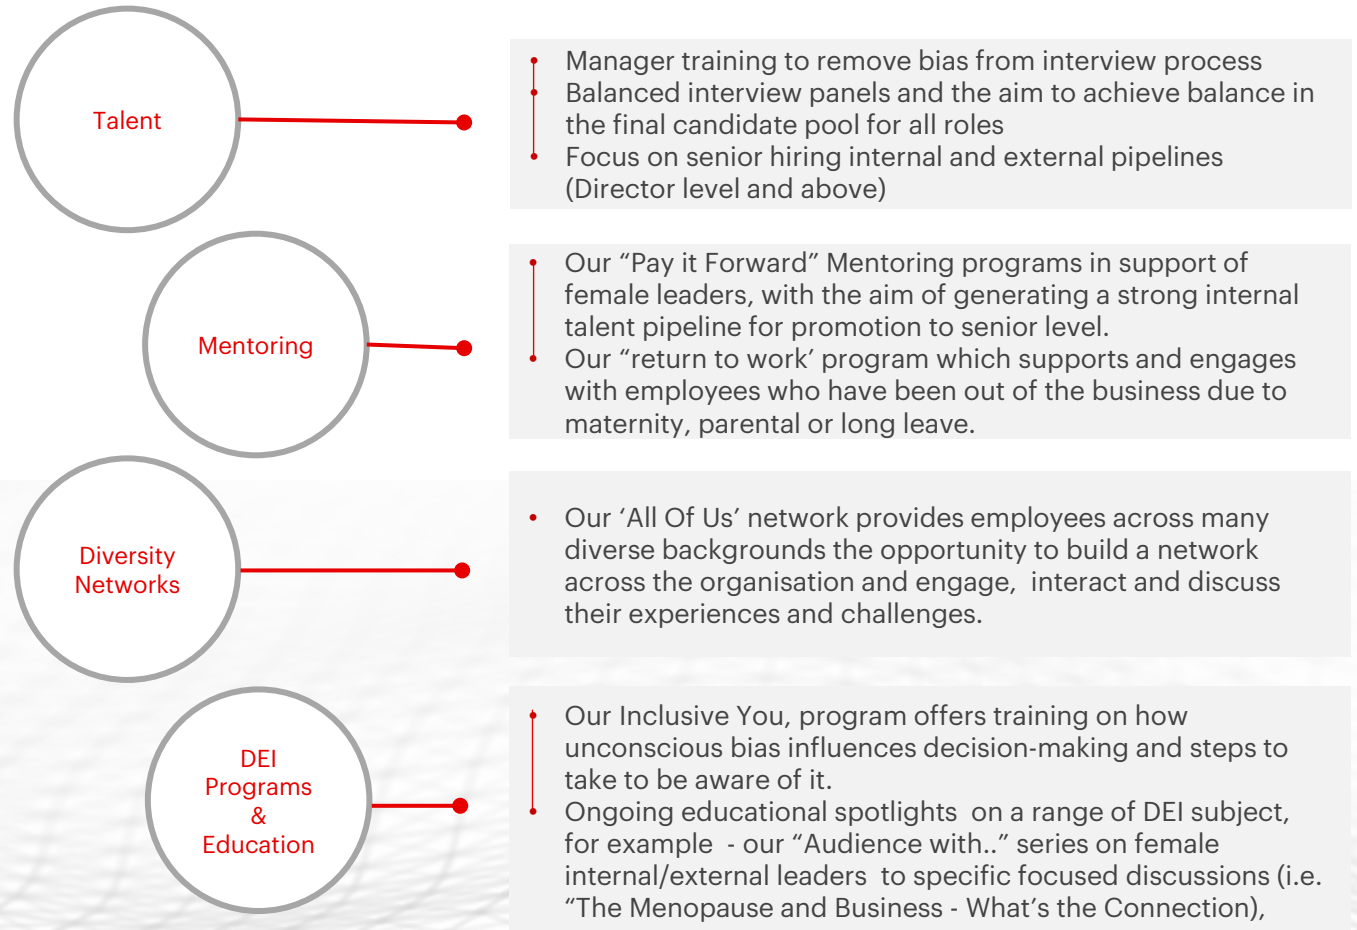 Talent
• Manager training to remove bias from interview process
• Balanced interview panels and the aim to achieve balance in
the final candidate pool for all roles
• Focus on senior hiring internal and external pipelines
(Director level and above)
Mentoring
• Our “Pay it Forward” Mentoring programs in support of
female leaders, with the aim of generating a strong internal
talent pipeline for promotion to senior level.
• Our “return to work’ program which supports and engages
with employees who have been out of the business due to
maternity, parental or long leave.
Diversity
Networks
• Our ‘All Of Us’ network provides employees across many
diverse backgrounds the opportunity to build a network
across the organisation and engage,  interact and discuss
their experiences and challenges.
DEI
Programs
&
Education
• Our Inclusive You, program offers training on how
unconscious bias influences decision-making and steps to
take to be aware of it.
• Ongoing educational spotlights  on a range of DEI subject,
for example  - our “Audience with..” series on female
internal/external leaders  to specific focused discussions (i.e.
“The Menopause and Business - What’s the Connection),